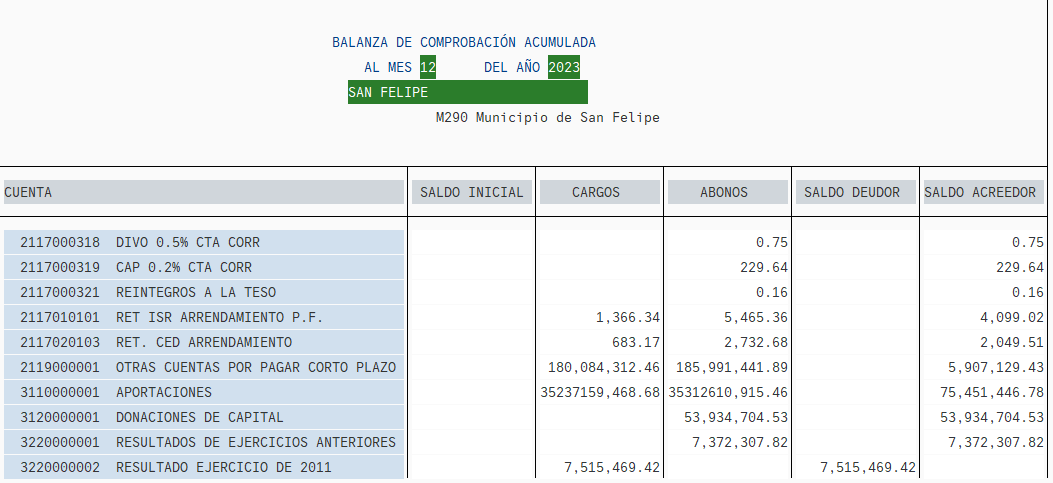 BALANZA DE COMPROBACIÓN ACUMULADA
AL MES 12 DEL AÑO 2023
SAN FELIPE
M290 Municipio de San Felipe
CUENTA SALDO INICIAL CARGOS ABONOS SALDO DEUDOR SALDO ACREEDOR
2117000318 DIVO 0.5% CTA CORR 0.75 0.75
2117000319 CAP 0.2% CTA CORR 229.64 229.64
2117000321 REINTEGROS A LA TESO 0.16 0.16
2117010101 RET ISR ARRENDAMIENTO P.F. 1,366.34 5,465.36 4,099.02
2117020103 RET. CED ARRENDAMIENTO 683.17 2,732.68 2,049.51
2119000001 OTRAS CUENTAS POR PAGAR CORTO PLAZO 180,084,312.46 185,991,441.89 5,907,129.43
3110000001 APORTACIONES 35237159,468.68 35312610,915.46 75,451,446.78
3120000001 DONACIONES DE CAPITAL 53,934,704.53 53,934,704.53
3220000001 RESULTADOS DE EJERCICIOS ANTERIORES 7,372,307.82 7,372,307.82
3220000002 RESULTADO EJERCICIO DE 2011 7,515,469.42 7,515,469.42